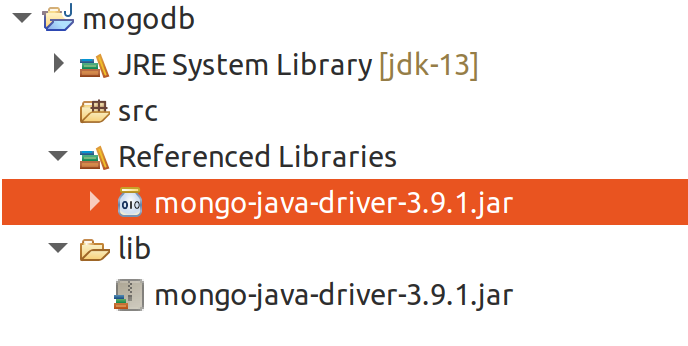 mogodb
JRE System Library [jdk-13]
src
Referenced Libraries
mongo-java-driver-3.9.1.jar
lib
mongo-java-driver-3.9.1.jar